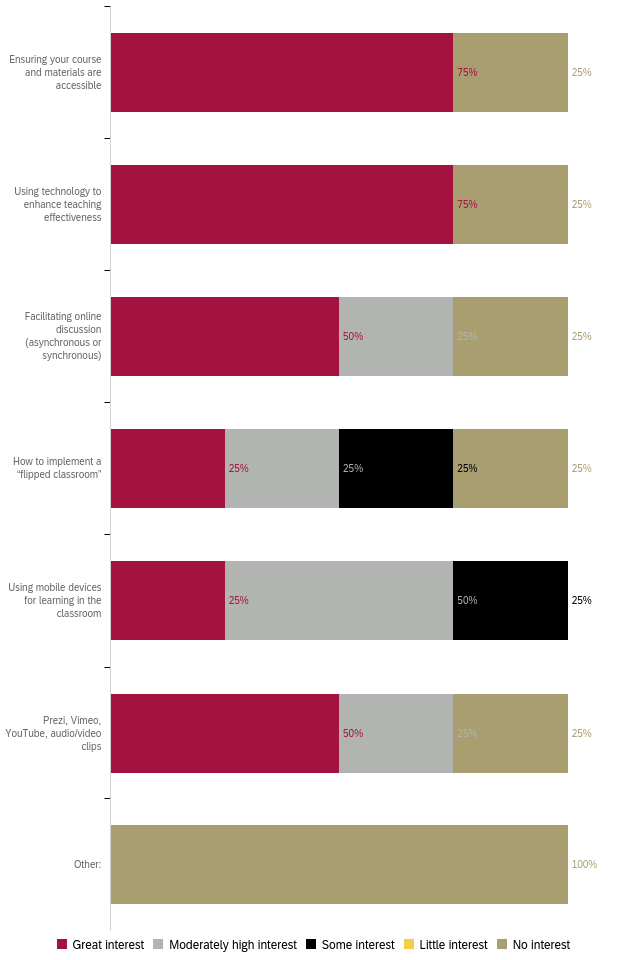 Ensuring your course
and materials are
accessible
75%
25%
Using technology to
enhance teaching
effectiveness
75%
25%
Facilitating online
discussion
(asynchronous or
synchronous)
50%
25%
25%
How to implement a
“flipped classroom”
25%
25%
25%
25%
Using mobile devices
for learning in the
classroom
25%
50%
25%
Prezi, Vimeo,
YouTube, audio/video
clips
50%
25%
25%
Other:
100%
Great interest
Moderately high interest
Some interest
Little interest
No interest